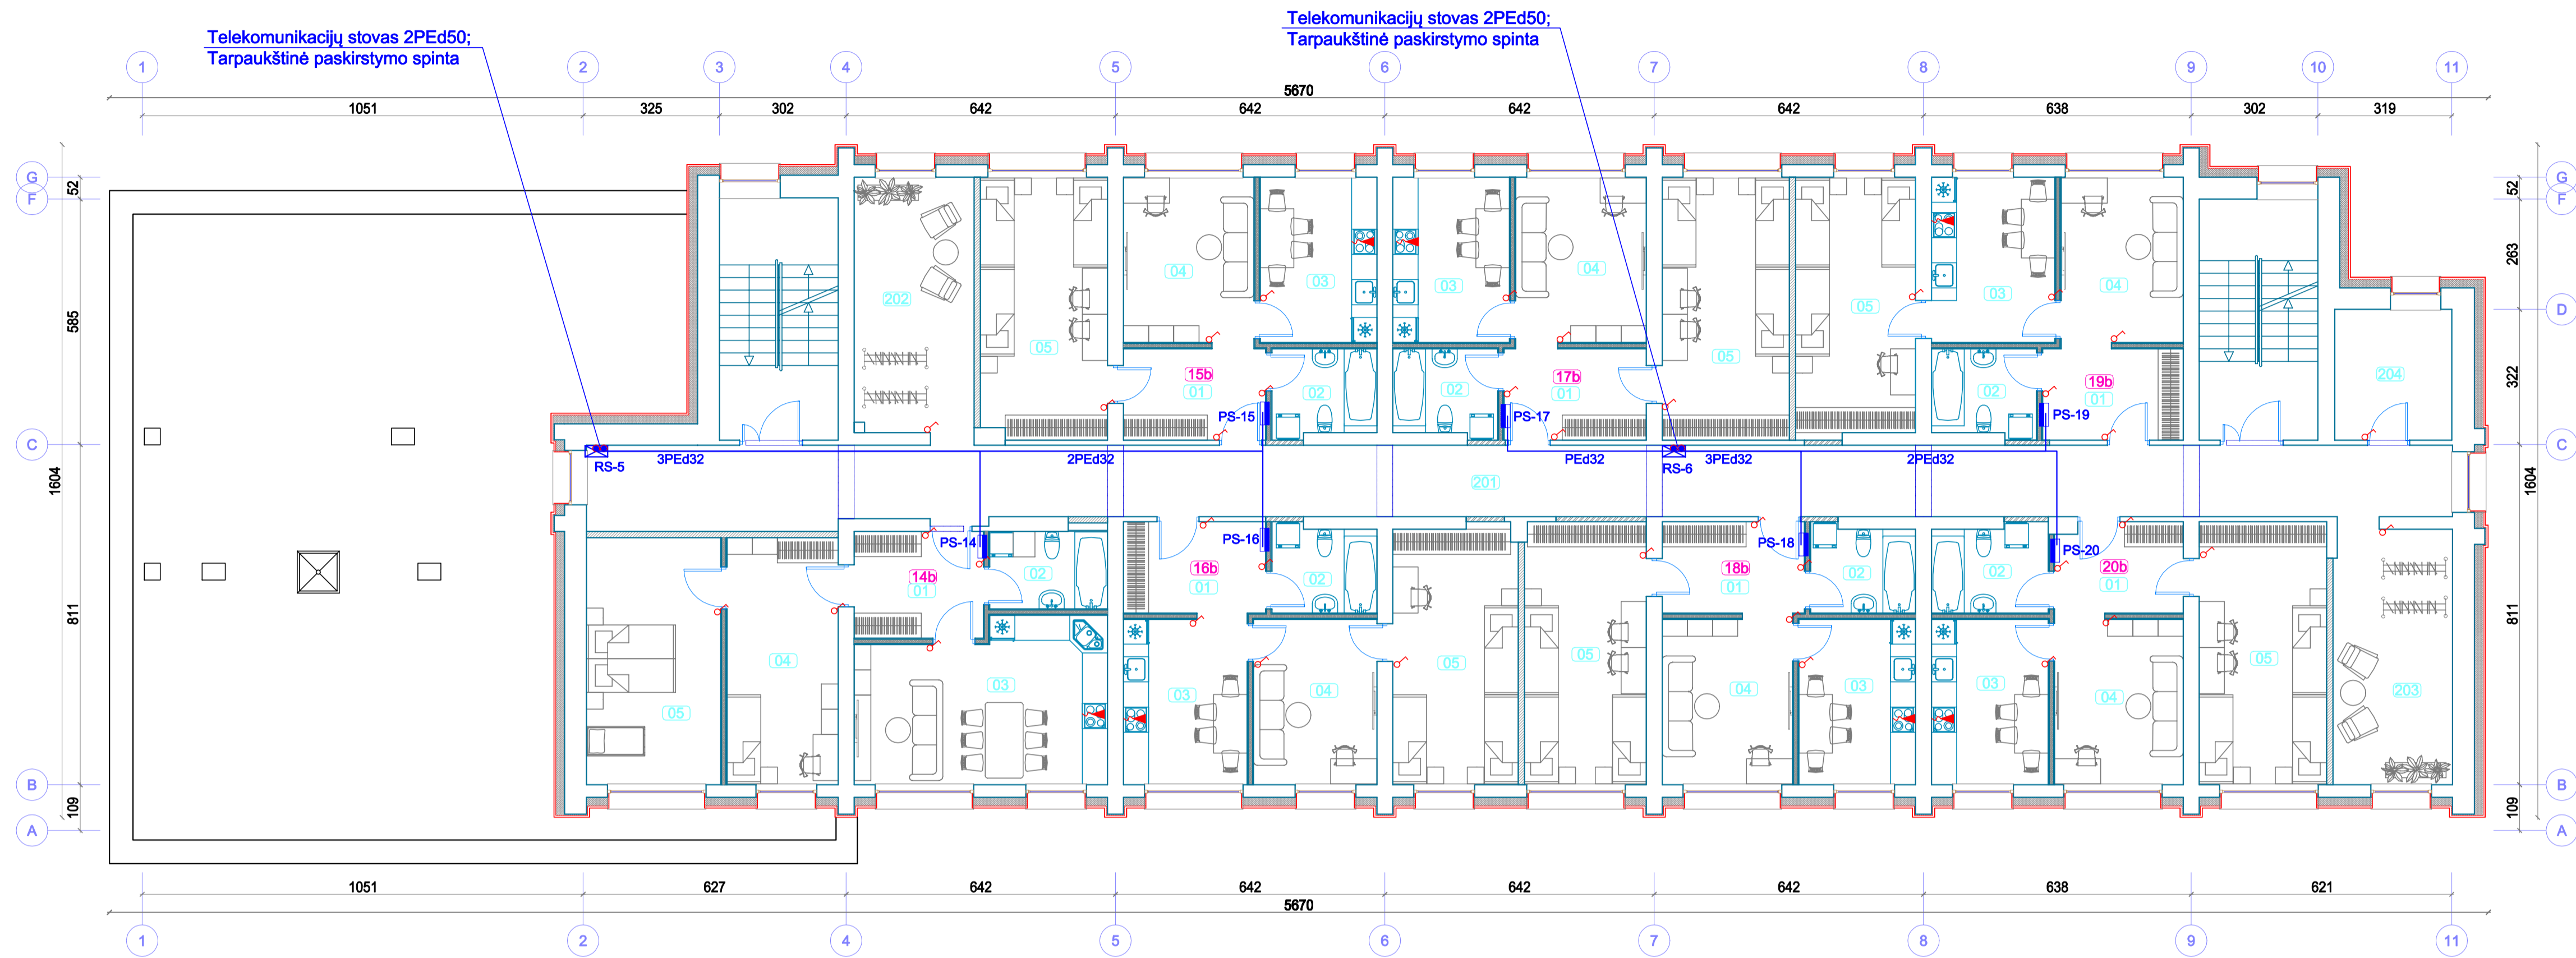 Telekomunikacijų stovas 2PEd50;
Tarpaukštinė paskirstymo spinta
Telekomunikacijų stovas 2PEd50;
Tarpaukštinė paskirstymo spinta
1 2 3 4 5 6 7 8 9 10 11
5670
1051 325 302 642 642 642 642 638 302 319
G G
52 52
F F
263
585 202 04 03 03 04 03 04 D
05 05 05
322
15b 17b 19b 204
01 02 02 01 02 01
PS-15 PS-17 PS-19
C C
RS-5 3PEd32 2PEd32 PEd32 RS-6 3PEd32 2PEd32
1604 201 1604
PS-14 PS-16 PS-18 PS-20
14b 02 16b 02 18b 02 02 20b
01 01 01 01
811 811
04 03 05 05 05
05 03 04 04 03 03 04 203
B B
109 109
A A
1051 627 642 642 642 642 638 621
5670
1 2 4 5 6 7 8 9 11